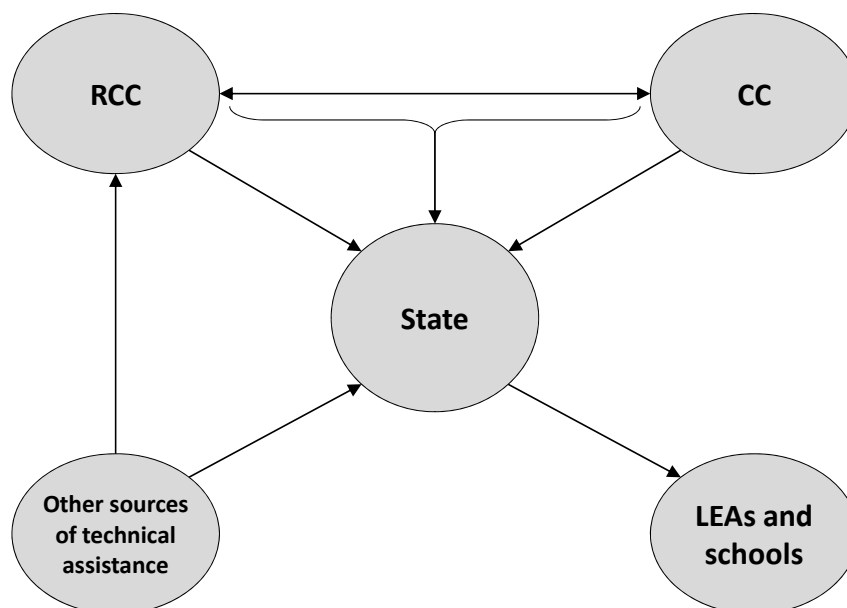 RCC
CC
State
Other sources
of technical
assistance
LEAs and
schools